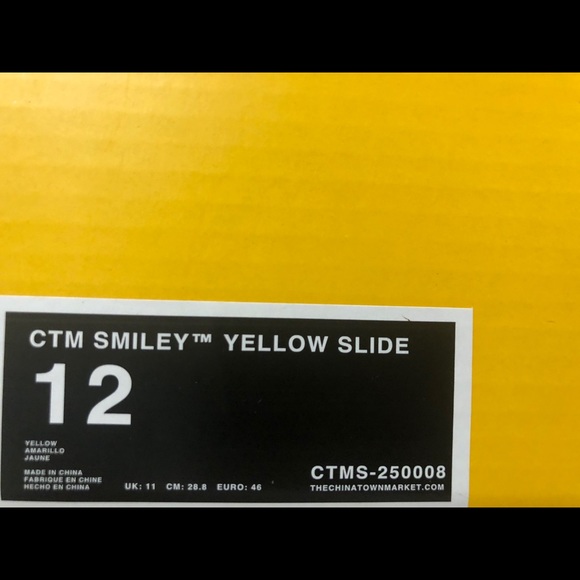 CTM SMILEY™ YELLOW SLIDE
12
YELLOW
AMARILLO
JAUNE
MADE IN CHINA
FABRIQUE EN CHINE
HECHO EN CHINA
UK: 11 CM: 28.8 EURO: 46
CTMS-250008
THECHINATOWNMARKET.COM